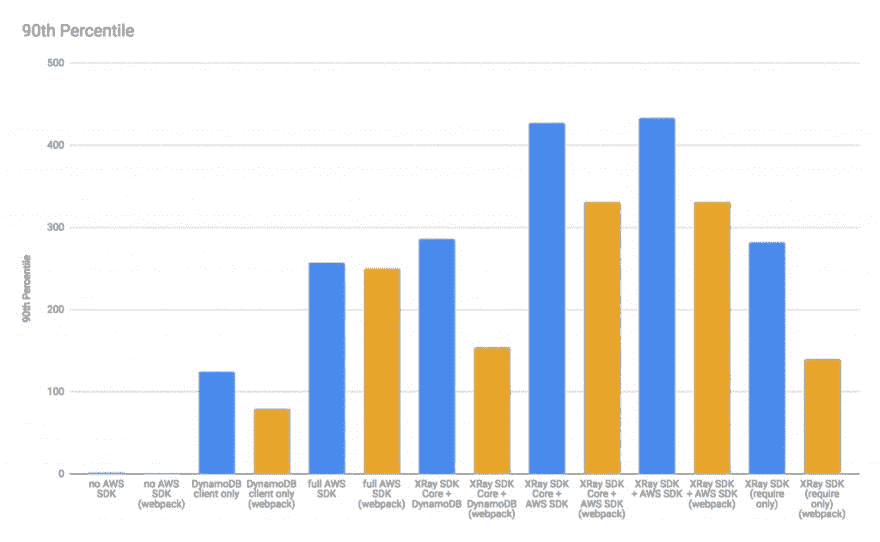 90th Percentile
500
400
300
200
100
0
90th Percentile
no AWS
SDK
no AWS
SDK
(webpack)
DynamoDB
client only
DynamoDB
client only
(webpack)
full AWS
SDK
full AWS
SDK
(webpack)
XRay SDK
Core +
DynamoDB
XRay SDK
Core +
DynamoDB
(webpack)
XRay SDK
Core +
AWS SDK
XRay SDK
Core +
AWS SDK
(webpack)
XRay SDK
+ AWS SDK
XRay SDK
+ AWS SDK
(webpack)
XRay SDK
(require
only)
XRay SDK
(require
only)
(webpack)